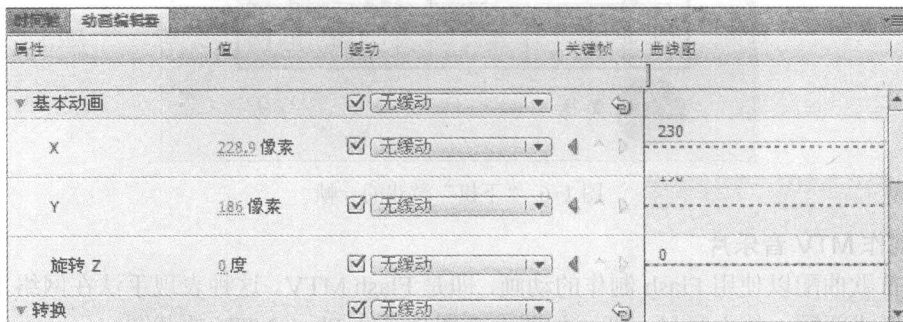 时间轴 动画编辑器
属性 值 缓动 关键帧 曲线图
基本动画 无缓动
X 228.9 像素 无缓动 230
190
Y 186 像素 无缓动
旋转 Z 0 度 无缓动 0
转换 无缓动